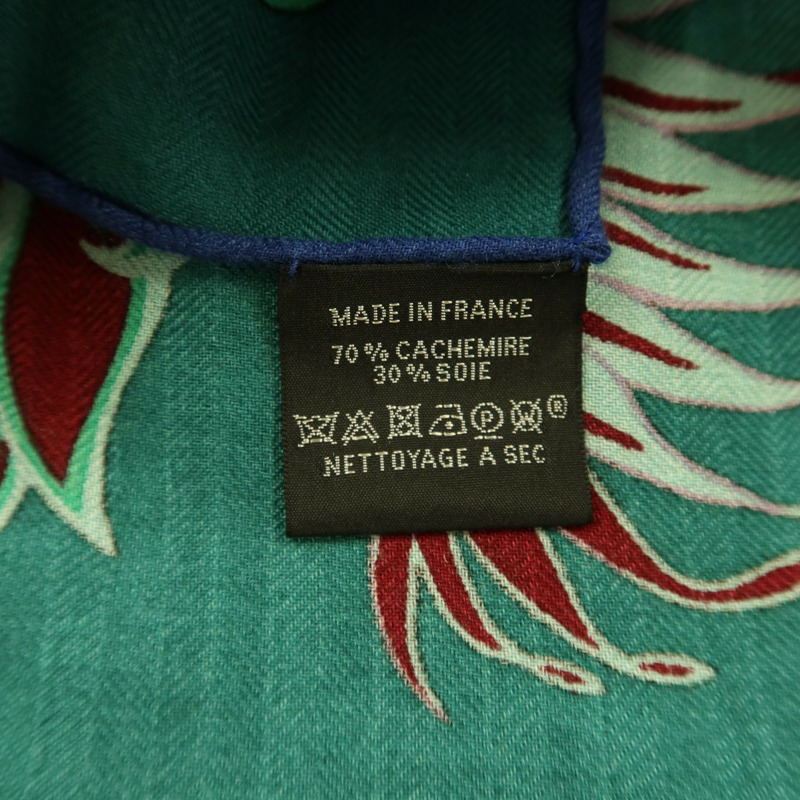 MADE IN FRANCE
70% CACHEMIRE
30% SOIE
P W ®
NETTOYAGE A SEC